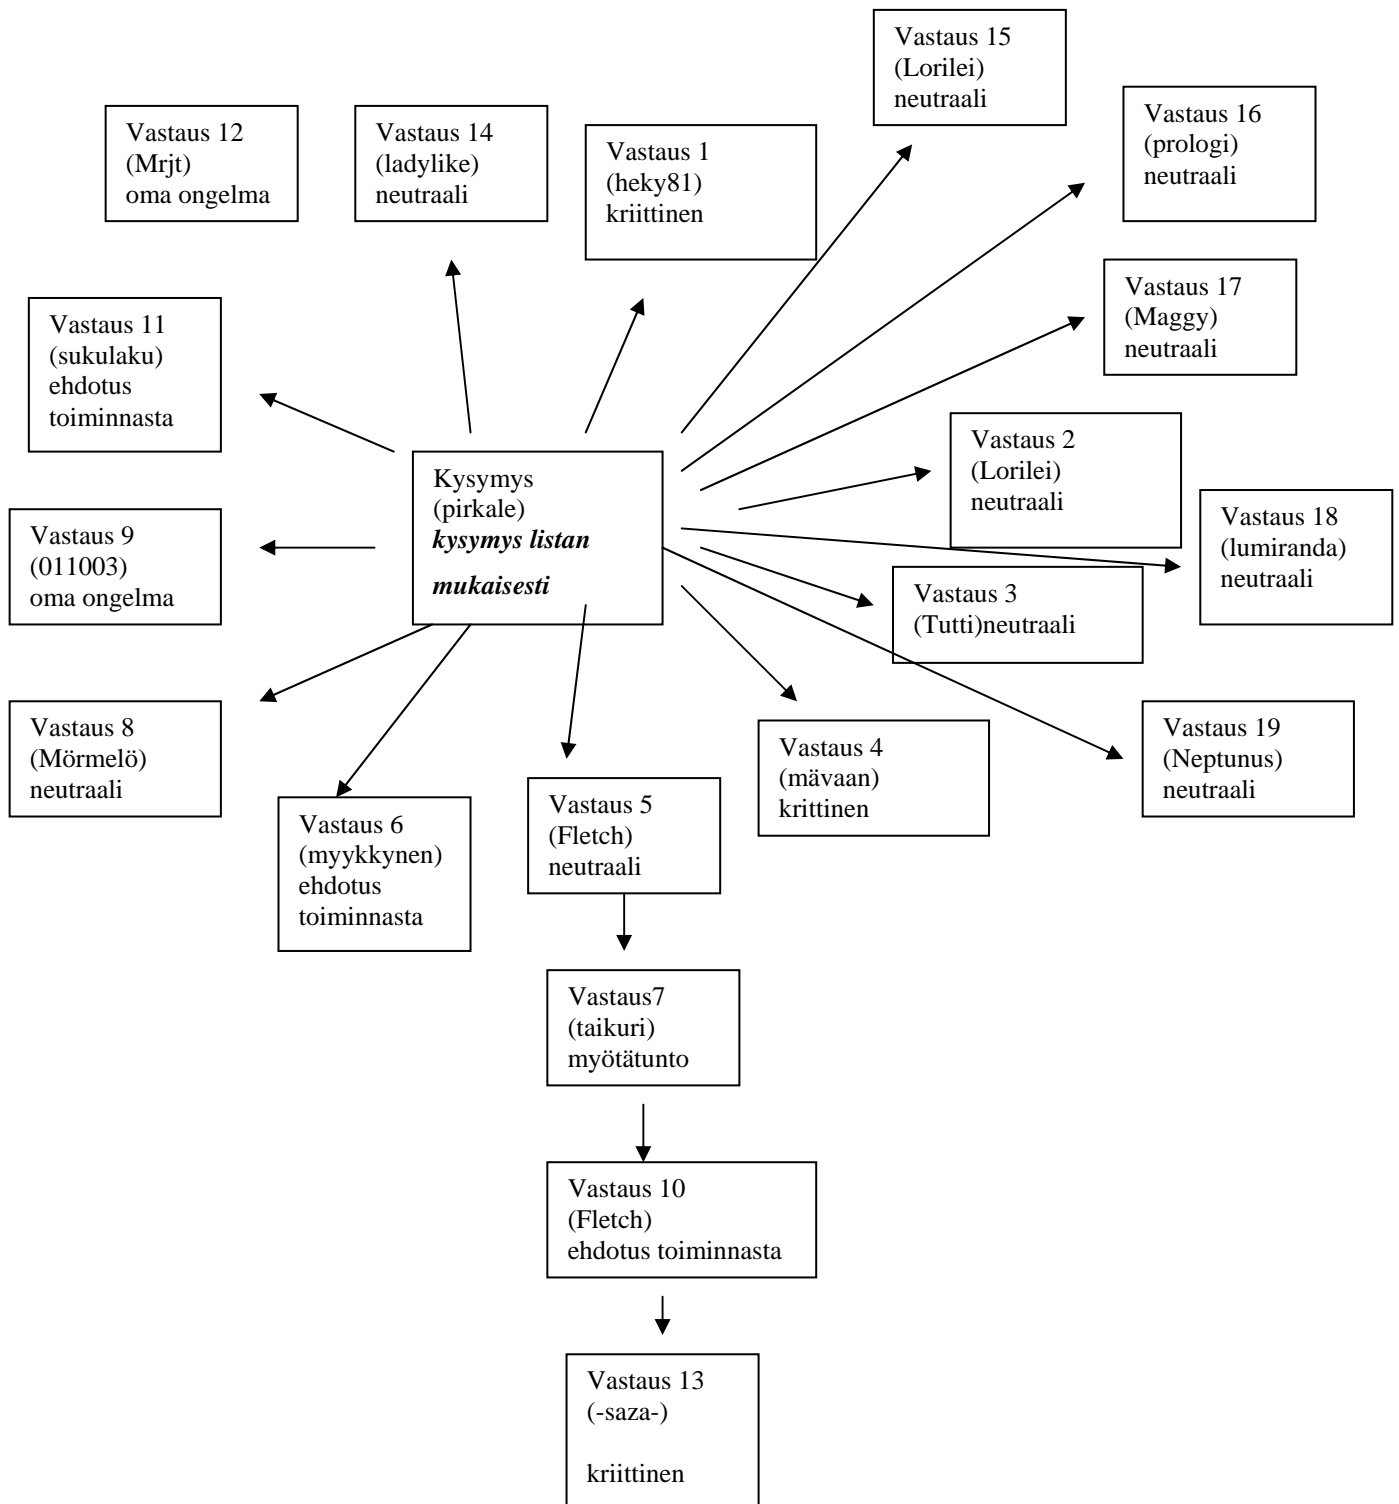 Vastaus 15
(Lorilei)
neutraali
Vastaus 12
(Mrjt)
oma ongelma
Vastaus 14
(ladylike)
neutraali
Vastaus 1
(heky81)
kriittinen
Vastaus 16
(prologi)
neutraali
Vastaus 11
(sukulaku)
ehdotus
toiminnasta
Vastaus 17
(Maggy)
neutraali
Kysymys
(pirkale)
kysymys listan
mukaisesti
Vastaus 2
(Lorilei)
neutraali
Vastaus 18
(lumiranda)
neutraali
Vastaus 9
(011003)
oma ongelma
Vastaus 3
(Tutti)neutraali
Vastaus 8
(Mörmelö)
neutraali
Vastaus 6
(myykkynen)
ehdotus
toiminnasta
Vastaus 5
(Fletch)
neutraali
Vastaus 4
(mävaan)
krittinen
Vastaus 19
(Neptunus)
neutraali
Vastaus7
(taikuri)
myötätunto
Vastaus 10
(Fletch)
ehdotus toiminnasta
Vastaus 13
(-saza-)
kriittinen